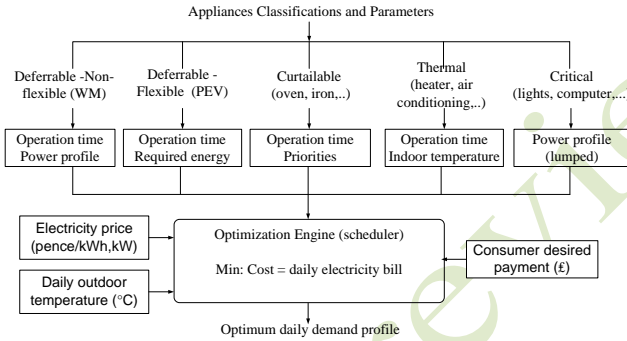 Appliances Classifications and Parameters
Deferrable -Non-
flexible (WM)
Deferrable -
Flexible (PEV)
Curtailable
(oven, iron,..)
Thermal
(heater, air
conditioning,..)
Critical
(lights, computer,...)
Operation time
Power profile
Operation time
Required energy
Operation time
Priorities
Operation time
Indoor temperature
Power profile
(lumped)
Electricity price
(pence/kWh,kW)
Daily outdoor
temperature (°C)
Optimization Engine (scheduler)
Min: Cost = daily electricity bill
Consumer desired
payment (£)
Optimum daily demand profile